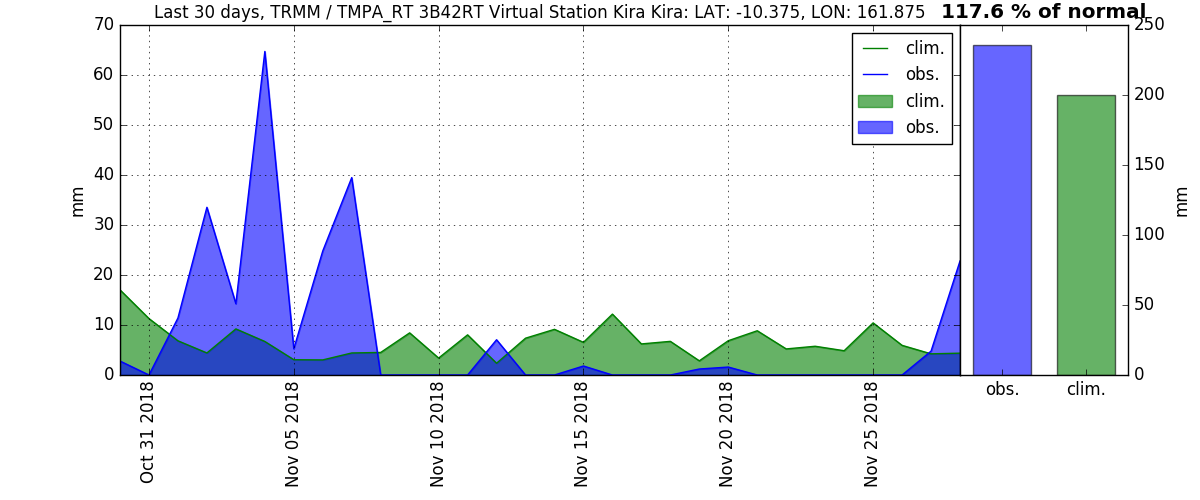 Last 30 days, TRMM / TMPA_RT 3B42RT Virtual Station Kira Kira: LAT: -10.375, LON: 161.875 117.6 % of normal
70
60
50
40
30
20
10
0
mm
clim.
obs.
clim.
obs.
250
200
150
100
50
0
mm
Oct 31 2018
Nov 05 2018
Nov 10 2018
Nov 15 2018
Nov 20 2018
Nov 25 2018
obs. clim.